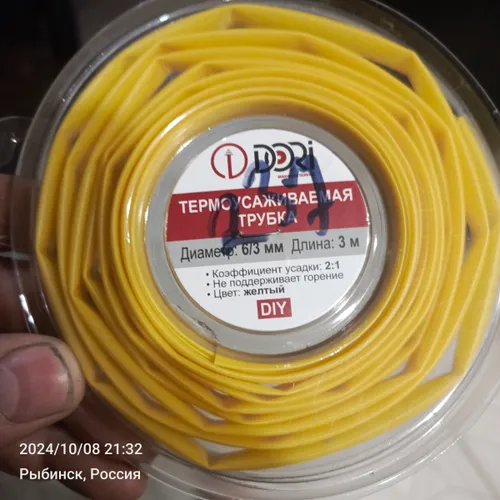 DORi
ТЕРМОУСАЖИВАЕМАЯ
ТРУБКА
Диаметр: 6/3 мм Длина: 3 м
• Коэффициент усадки: 2:1
• Не поддерживает горение
• Цвет: желтый
DIY
2024/10/08 21:32
Рыбинск, Россия